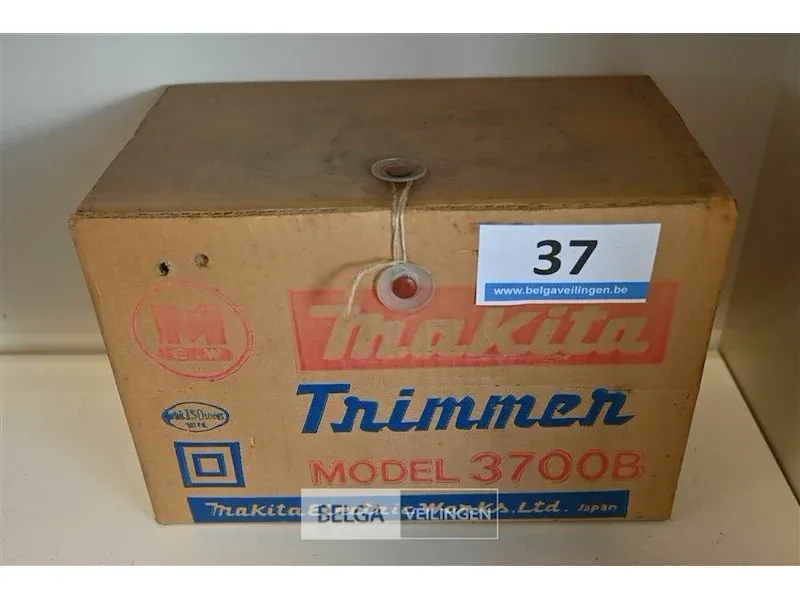 37
www.belgaveilingen.be
M
E W
Makita
Trimmer
MODEL 3700B
Makita Electric Works. Ltd. Japan
BELGA VEILINGEN